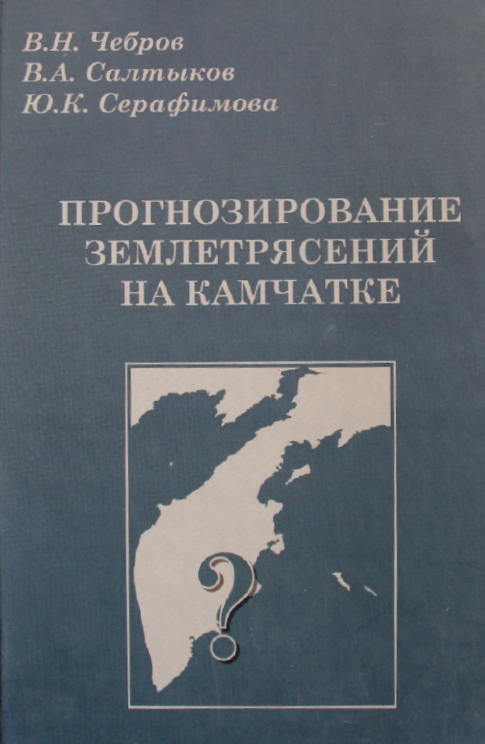 В.Н. Чебров
В.А. Салтыков
Ю.К. Серафимова
ПРОГНОЗИРОВАНИЕ
ЗЕМЛЕТРЯСЕНИЙ
НА КАМЧАТКЕ
?